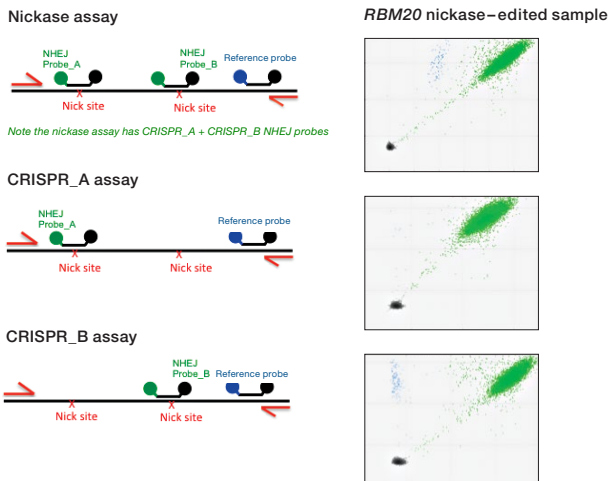 Nickase assay
RBM20 nickase–edited sample
NHEJ
Probe_A
NHEJ
Probe_B
Reference probe
Nick site
Nick site
Note the nickase assay has CRISPR_A + CRISPR_B NHEJ probes
CRISPR_A assay
NHEJ
Probe_A
Reference probe
Nick site
Nick site
CRISPR_B assay
NHEJ
Probe_B
Reference probe
Nick site
Nick site